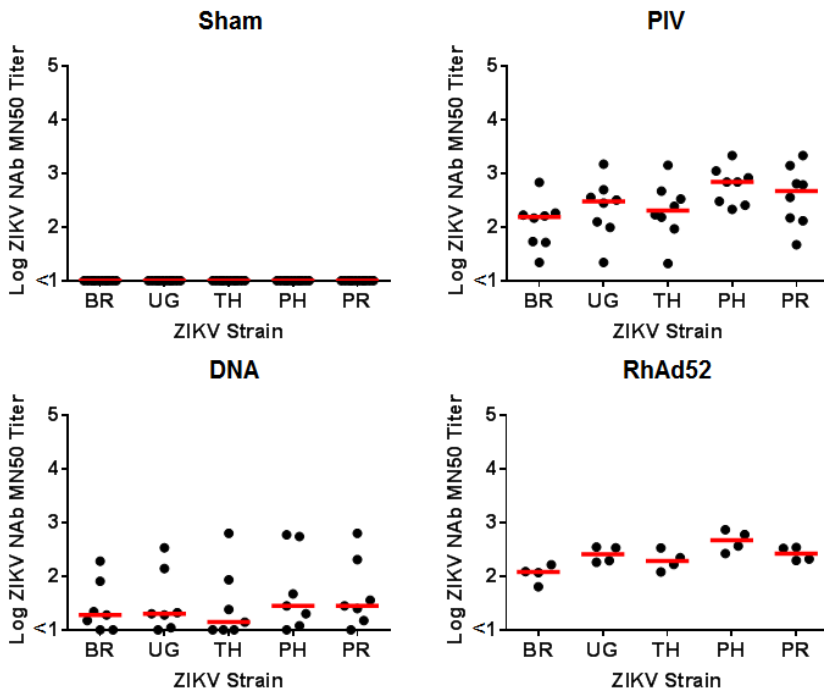 Sham
Log ZIKV NAb MN50 Titer
5
4
3
2
<1
BR UG TH PH PR
ZIKV Strain
PIV
Log ZIKV NAb MN50 Titer
5
4
3
2
<1
BR UG TH PH PR
ZIKV Strain
DNA
Log ZIKV NAb MN50 Titer
5
4
3
2
<1
BR UG TH PH PR
ZIKV Strain
RhAd52
Log ZIKV NAb MN50 Titer
5
4
3
2
<1
BR UG TH PH PR
ZIKV Strain